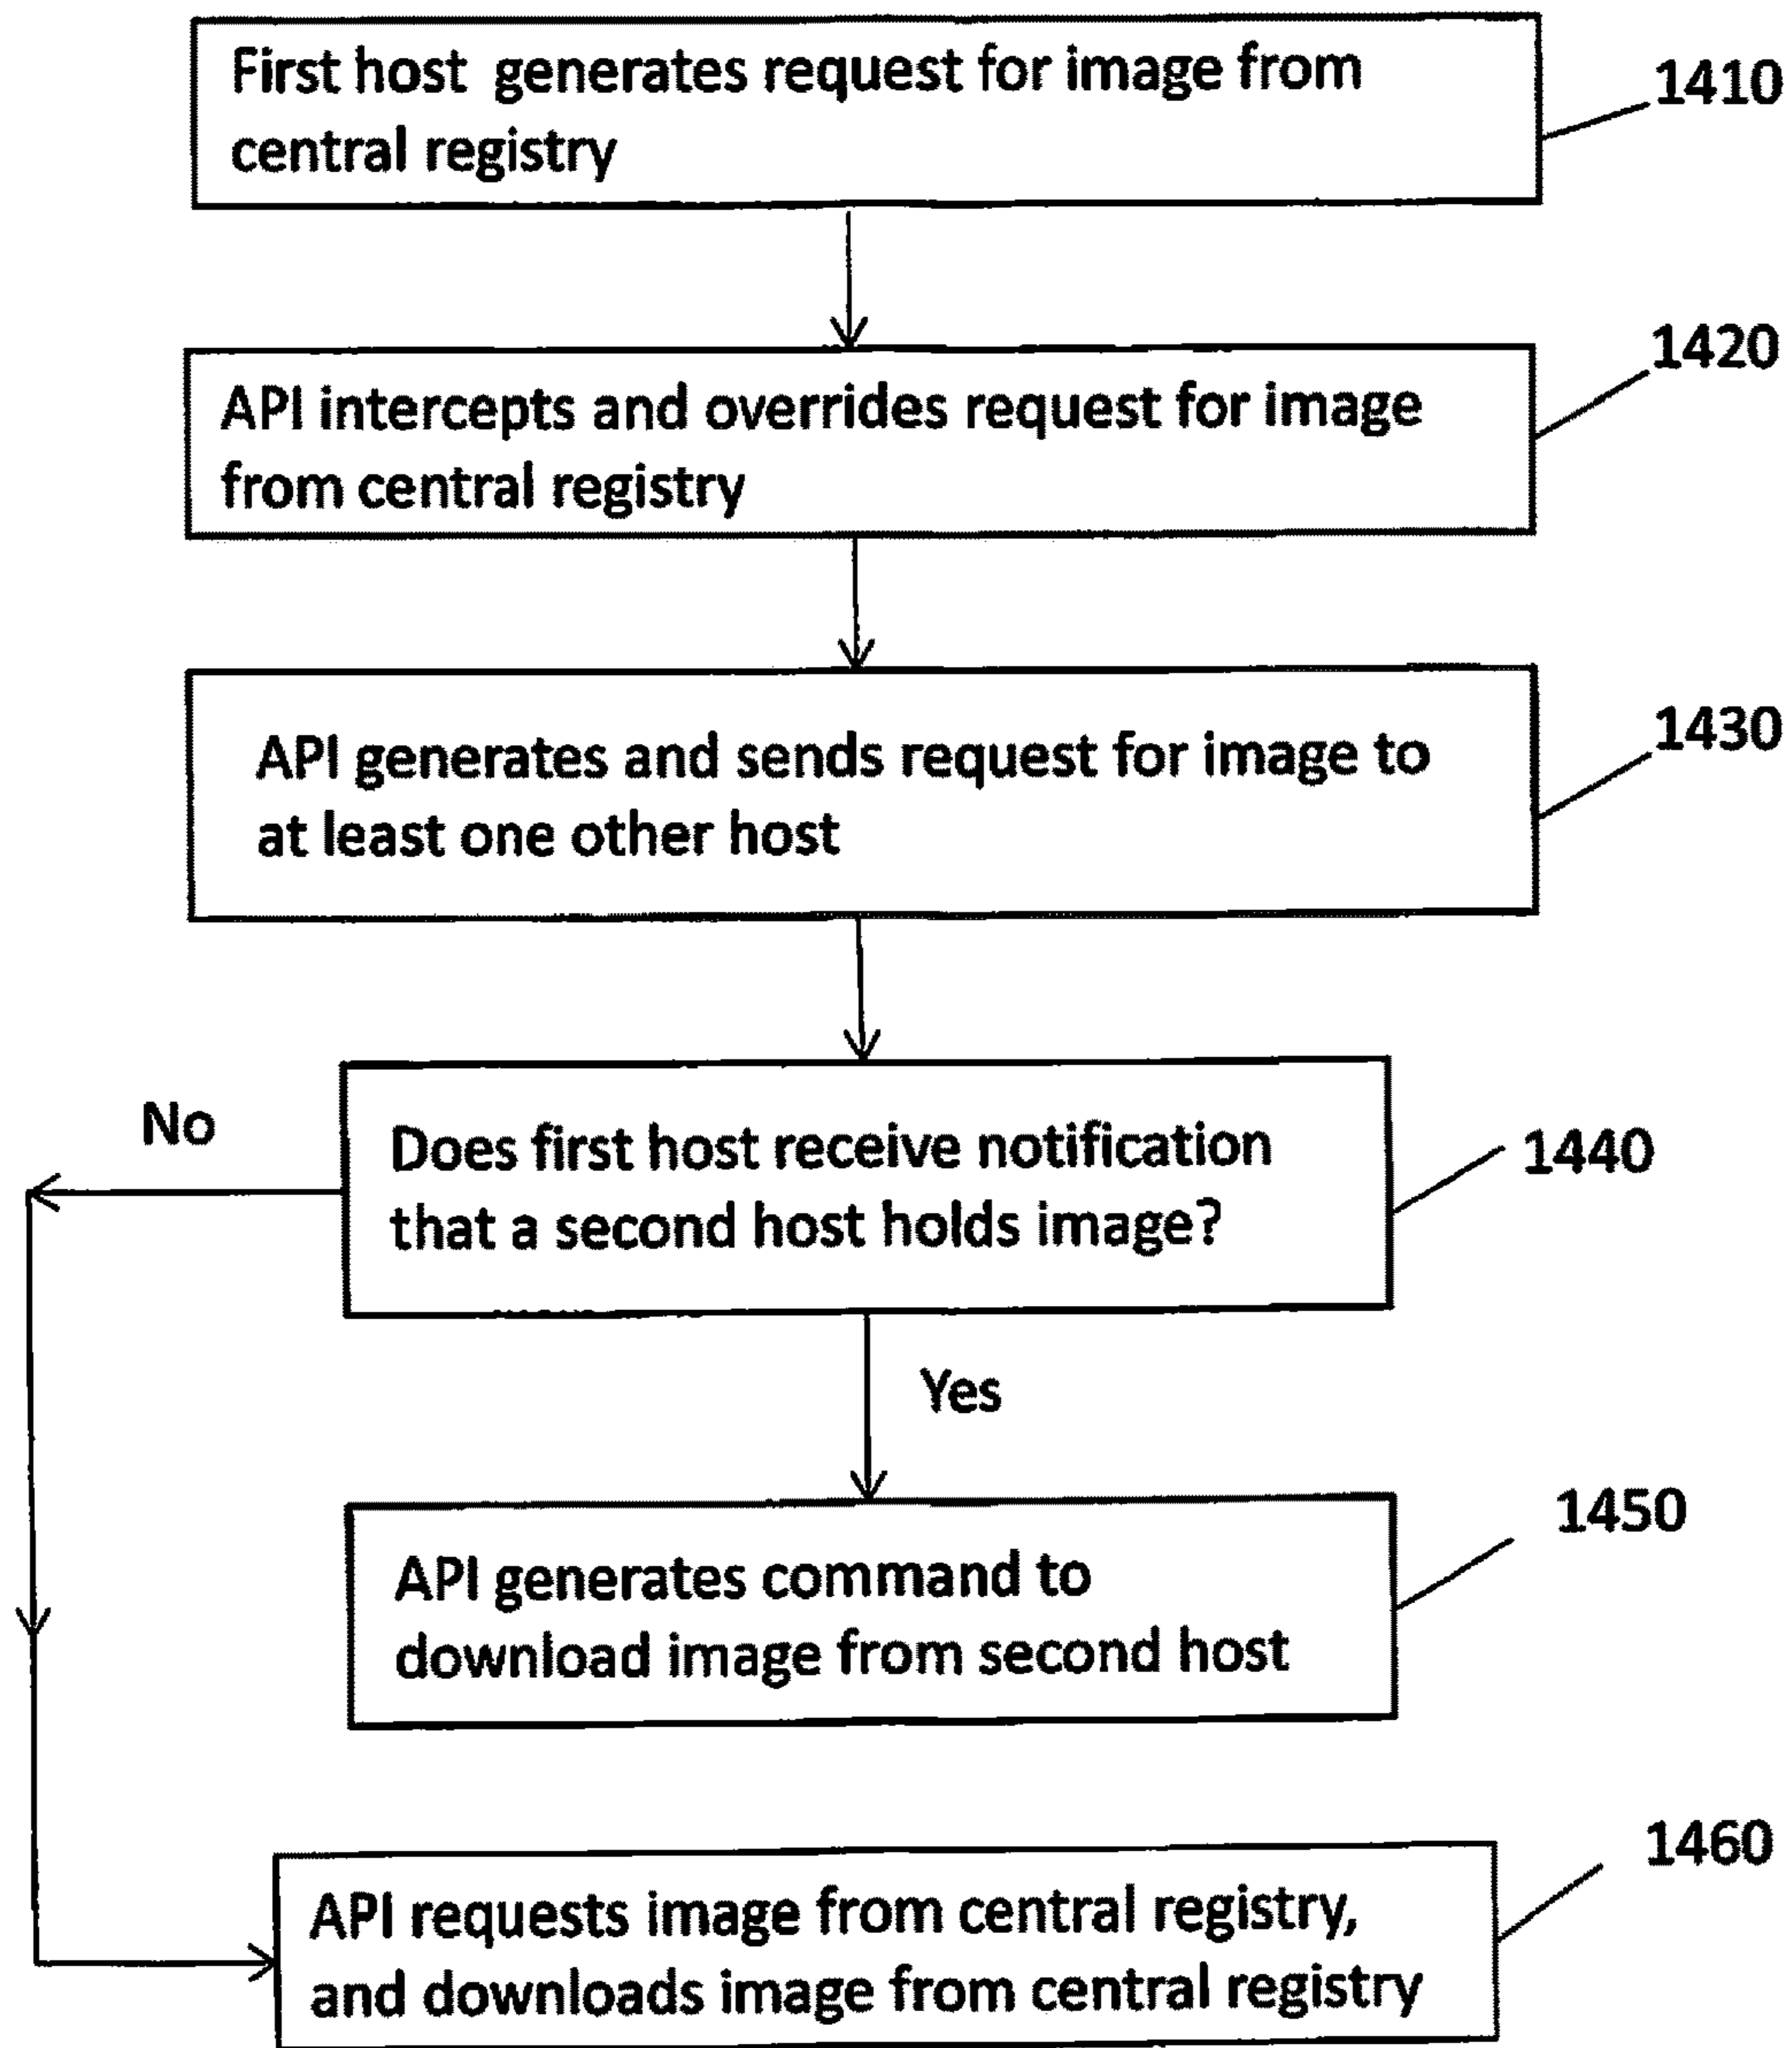 First host generates request for image from
central registry
1410
API intercepts and overrides request for image
from central registry
1420
API generates and sends request for image to
at least one other host
1430
No
Does first host receive notification
that a second host holds image?
1440
Yes
API generates command to
download image from second host
1450
API requests image from central registry,
and downloads image from central registry
1460